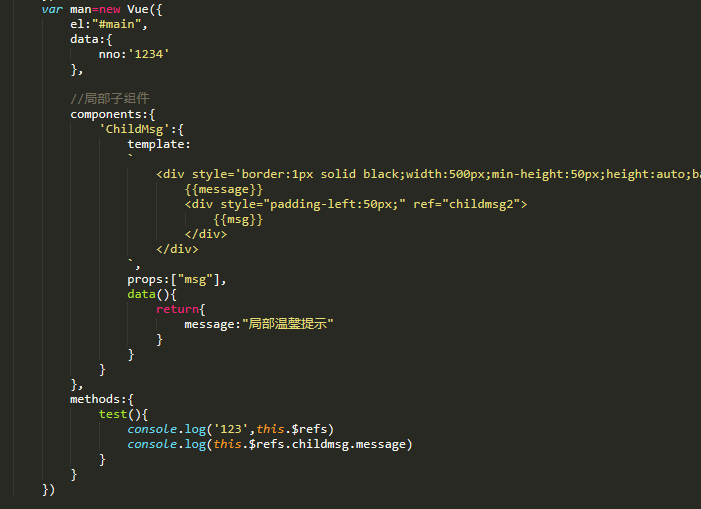 var man=new Vue({
el:"#main",
data:{
nno:'1234'
},
//局部子组件
components:{
'ChildMsg':{
template:
`
<div style='border:1px solid black;width:500px;min-height:50px;height:auto;ba
{{message}}
<div style="padding-left:50px;" ref="childmsg2">
{{msg}}
</div>
</div>
`,
props:["msg"],
data(){
return{
message:"局部温馨提示"
}
}
}
},
methods:{
test(){
console.log('123',this.$refs)
console.log(this.$refs.childmsg.message)
}
}
})